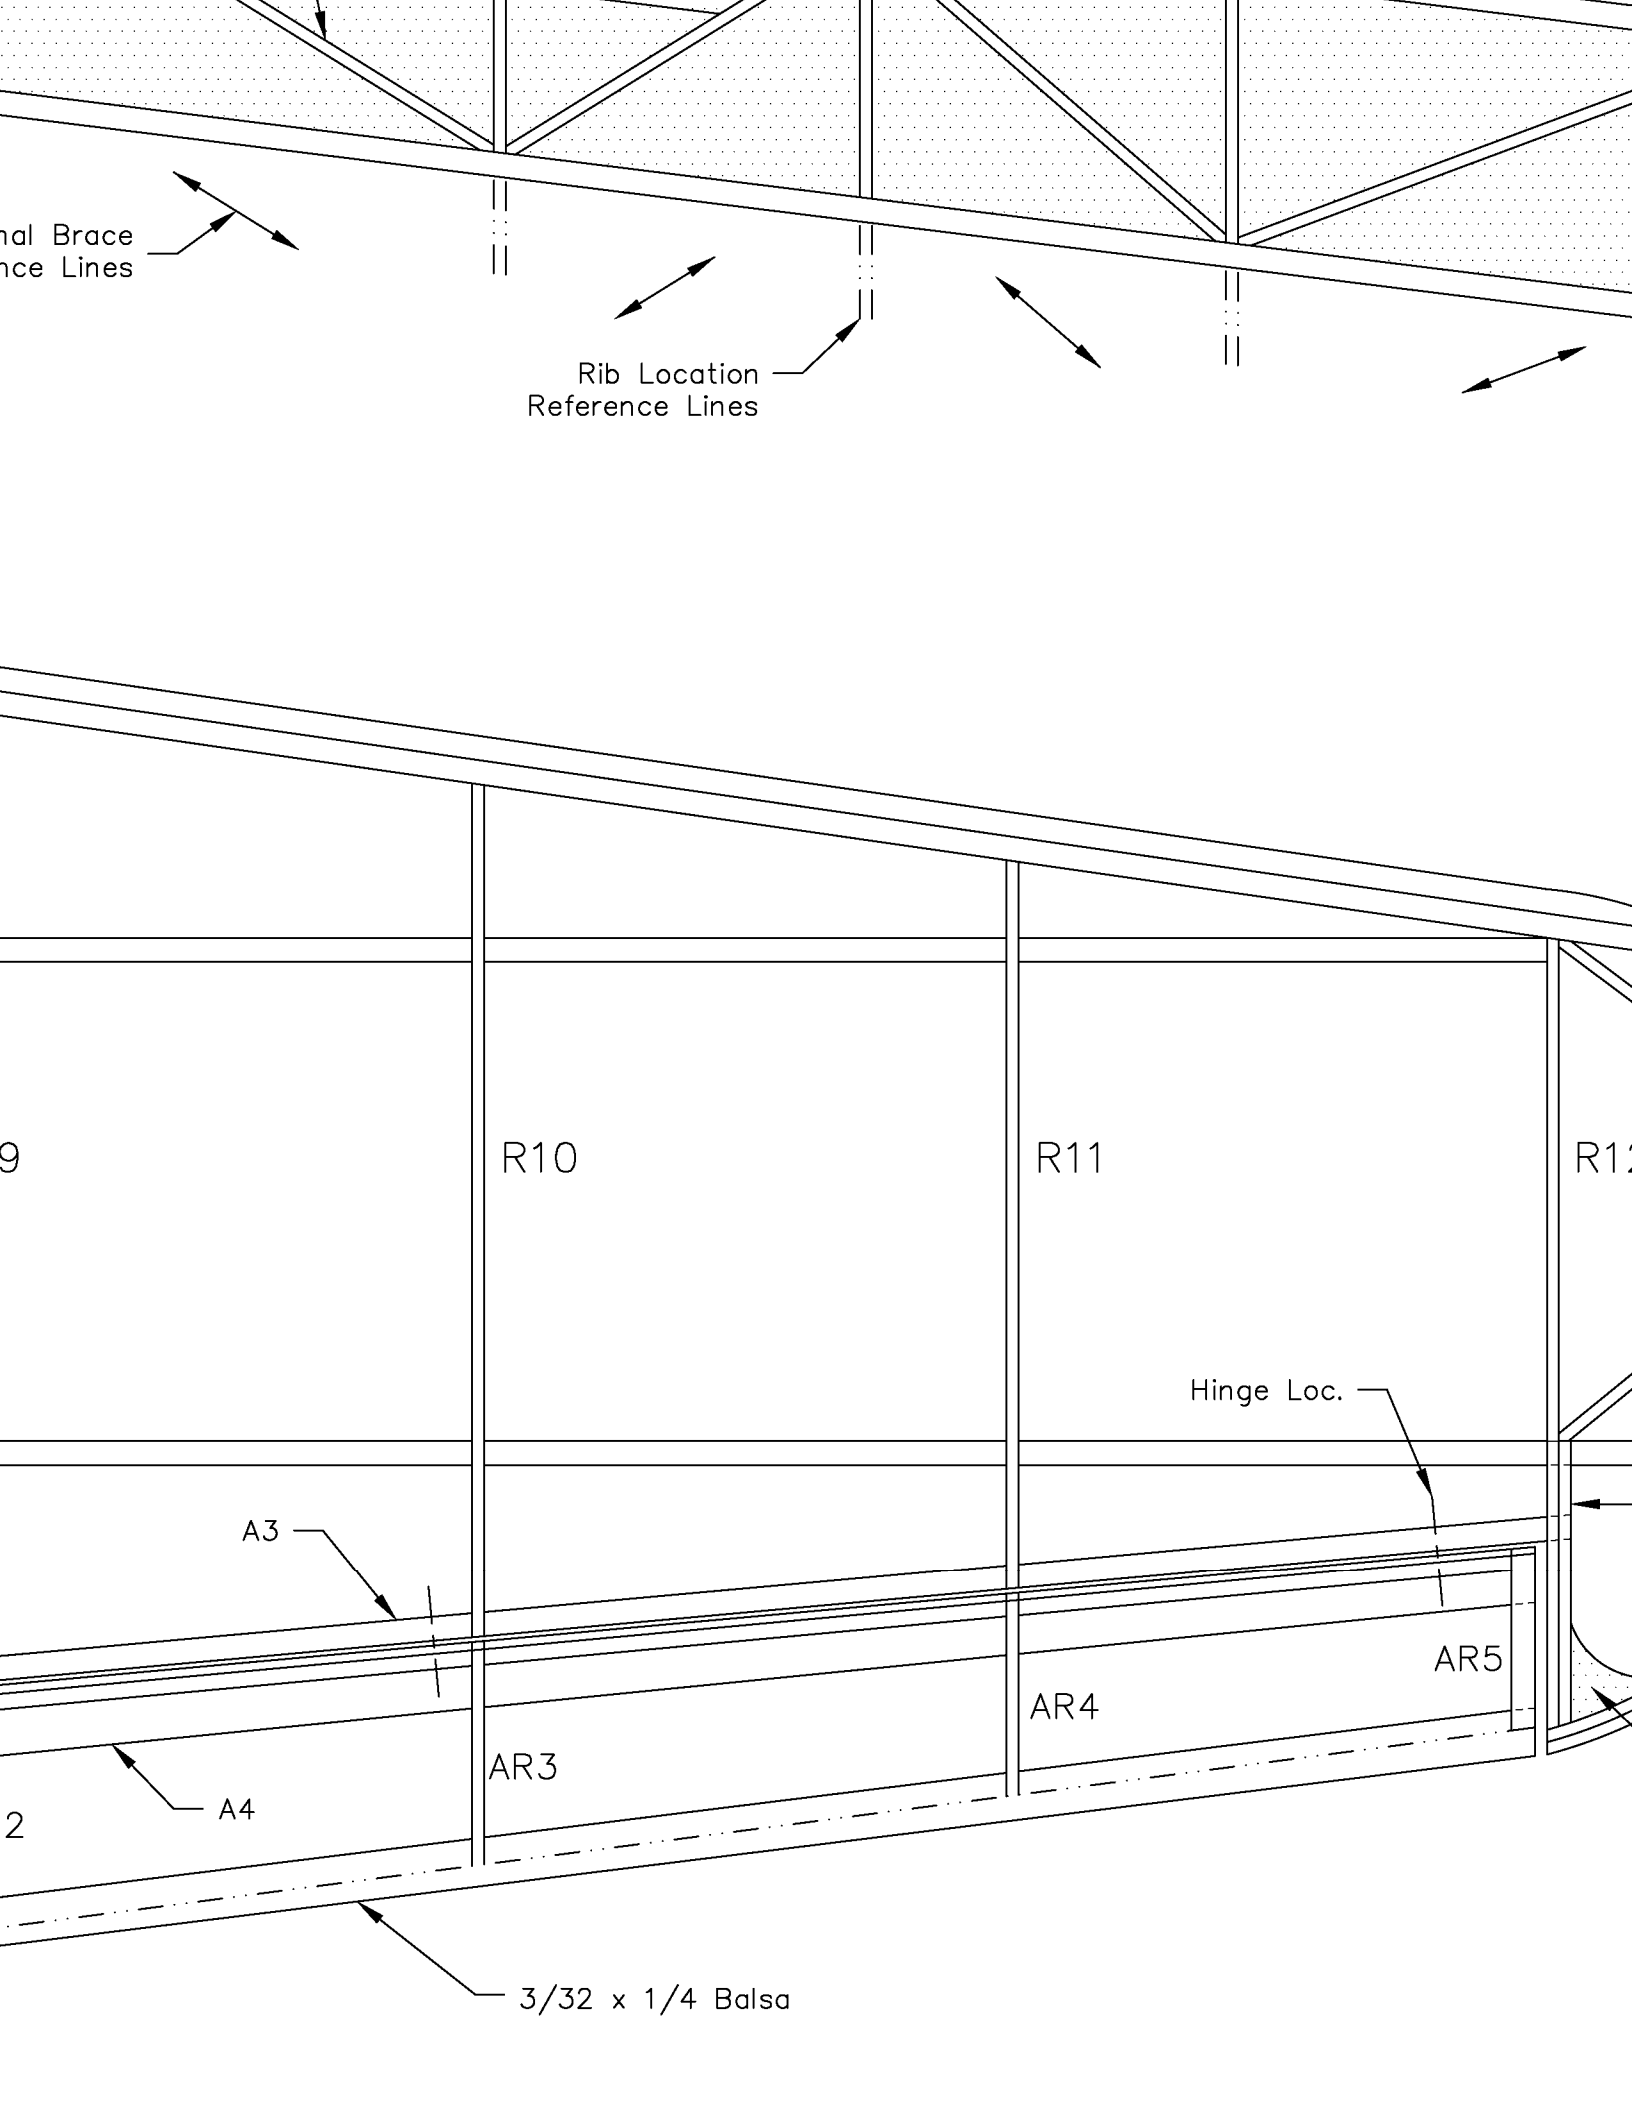 nal Brace
nce Lines
Rib Location
Reference Lines
9
R10
R11
R12
Hinge Loc.
A3
AR5
AR4
AR3
A4
2
3/32 x 1/4 Balsa